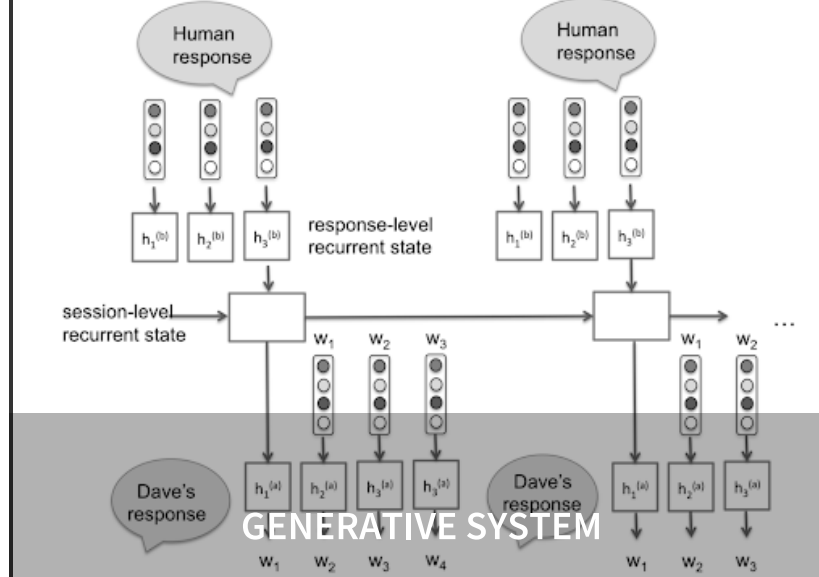 Human
response
Human
response
h₁⁽ᵇ⁾ h₂⁽ᵇ⁾ h₃⁽ᵇ⁾
response-level
recurrent state
h₁⁽ᵇ⁾ h₂⁽ᵇ⁾ h₃⁽ᵇ⁾
session-level
recurrent state
...
w₁ w₂ w₃
w₁ w₂
Dave's
response
h₁⁽ᵃ⁾ h₂⁽ᵃ⁾ h₃⁽ᵃ⁾ h₃⁽ᵃ⁾
Dave's
response
h₁⁽ᵃ⁾ h₂⁽ᵃ⁾ h₃⁽ᵃ⁾
GENERATIVE SYSTEM
w₁ w₂ w₃ w₄
w₁ w₂ w₃